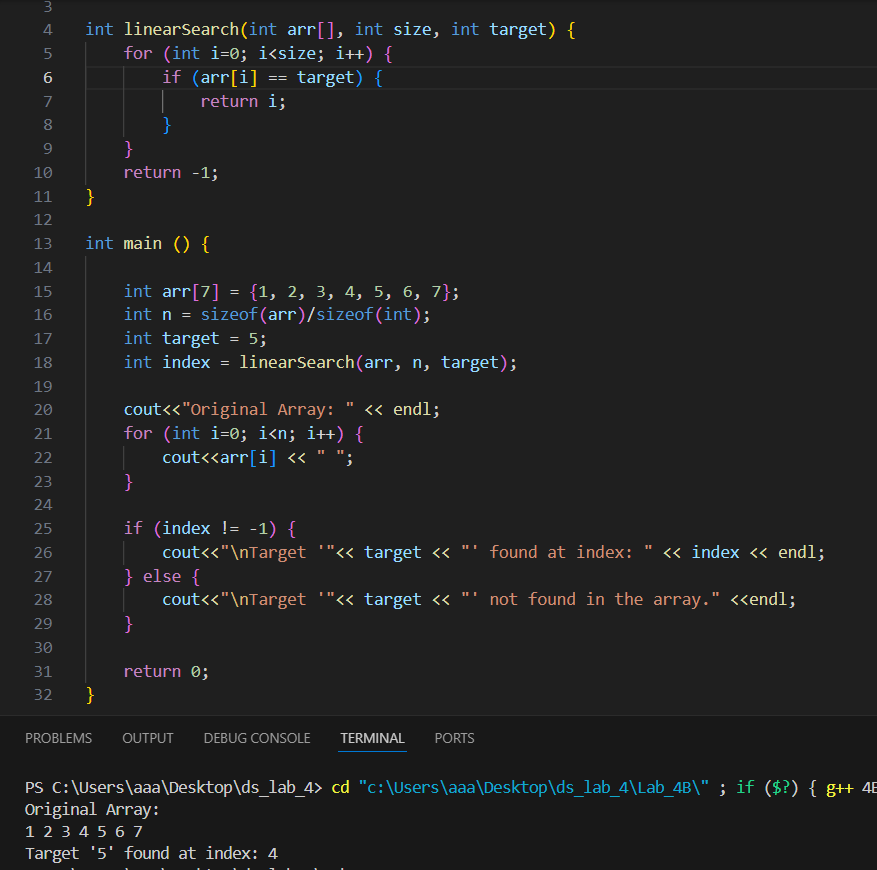 3
4 int linearSearch(int arr[], int size, int target) {
5 for (int i=0; i<size; i++) {
6 if (arr[i] == target) {
7 return i;
8 }
9 }
10 return -1;
11 }
12
13 int main () {
14
15 int arr[7] = {1, 2, 3, 4, 5, 6, 7};
16 int n = sizeof(arr)/sizeof(int);
17 int target = 5;
18 int index = linearSearch(arr, n, target);
19
20 cout<<"Original Array: " << endl;
21 for (int i=0; i<n; i++) {
22 cout<<arr[i] << " ";
23 }
24
25 if (index != -1) {
26 cout<<"\nTarget '"<< target << "' found at index: " << index << endl;
27 } else {
28 cout<<"\nTarget '"<< target << "' not found in the array." <<endl;
29 }
30
31 return 0;
32 }
PROBLEMS OUTPUT DEBUG CONSOLE TERMINAL PORTS
PS C:\Users\aaa\Desktop\ds_lab_4> cd "c:\Users\aaa\Desktop\ds_lab_4\Lab_4B\" ; if ($?) { g++
Original Array:
1 2 3 4 5 6 7
Target '5' found at index: 4